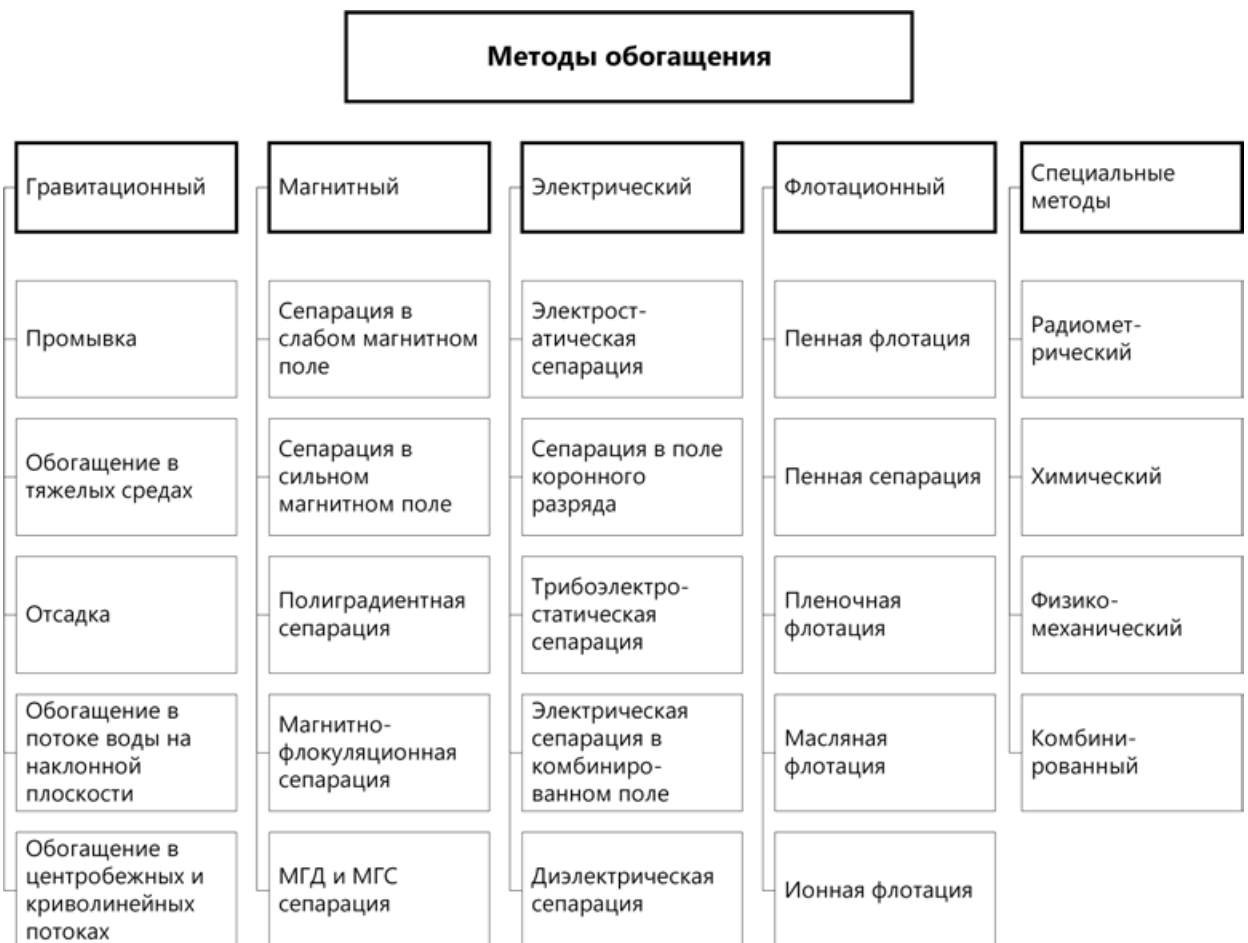 Методы обогащения
Гравитационный
Промывка
Обогащение в
тяжелых средах
Отсадка
Обогащение в
потоке воды на
наклонной
плоскости
Обогащение в
центробежных и
криволинейных
потоках
Магнитный
Сепарация в
слабом магнитном
поле
Сепарация в
сильном
магнитном поле
Полиградиентная
сепарация
Магнитно-
флокуляционная
сепарация
МГД и МГС
сепарация
Электрический
Электрост-
атическая
сепарация
Сепарация в поле
коронного
разряда
Трибоэлектро-
статическая
сепарация
Электрическая
сепарация в
комбиниро-
ванном поле
Диэлектрическая
сепарация
Флотационный
Пенная флотация
Пенная сепарация
Пленочная
флотация
Масляная
флотация
Ионная флотация
Специальные
методы
Радиомет-
рический
Химический
Физико-
механический
Комбини-
рованный